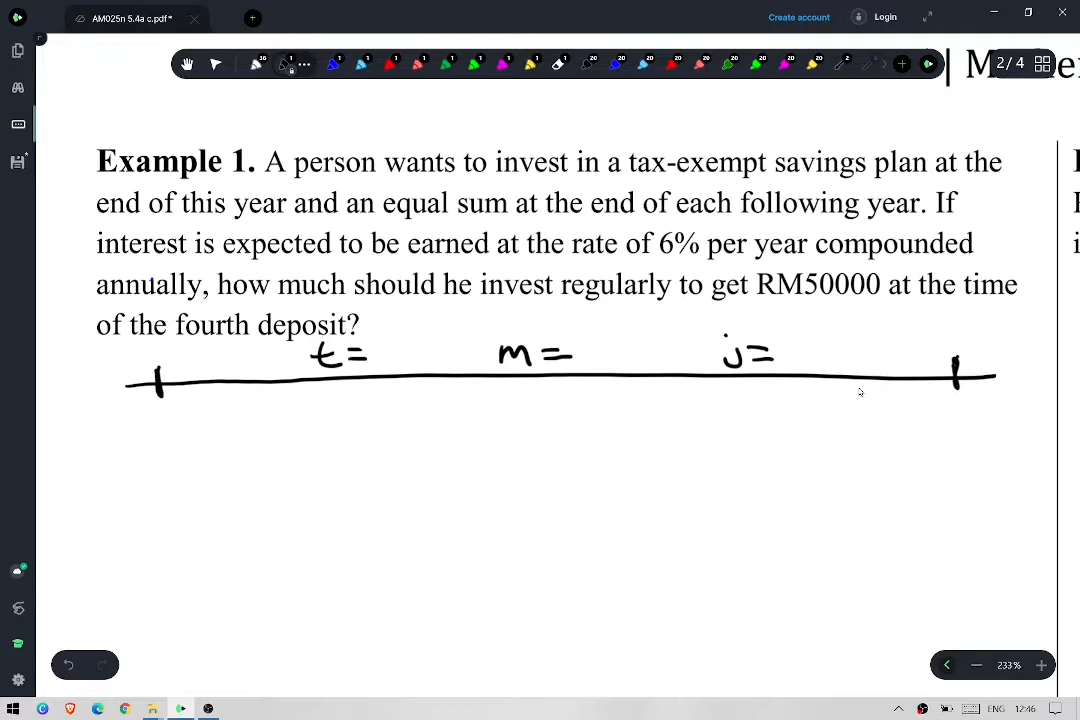 AM025n 5.4a c.pdf*
Create account
Login
2/4
Example 1. A person wants to invest in a tax-exempt savings plan at the
end of this year and an equal sum at the end of each following year. If
interest is expected to be earned at the rate of 6% per year compounded
annually, how much should he invest regularly to get RM50000 at the time
of the fourth deposit?
t= m= j=
233%
ENG 12:46